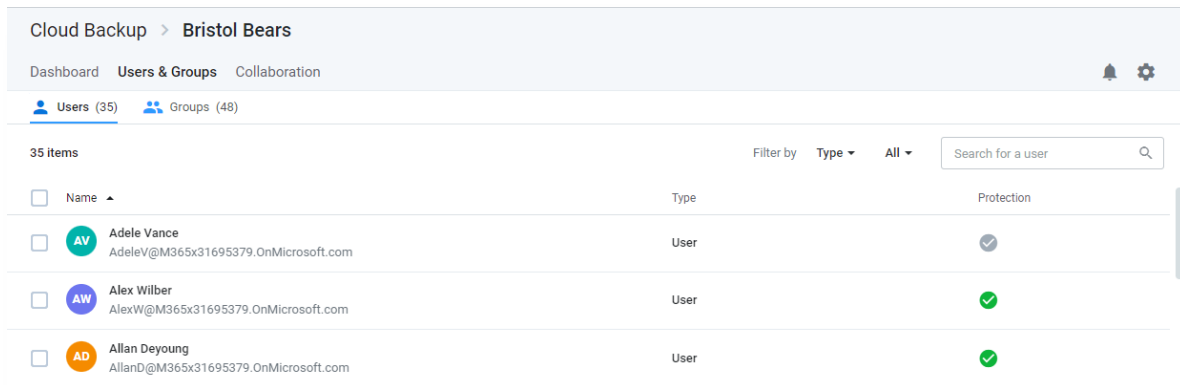 Cloud Backup > Bristol Bears
Dashboard Users & Groups Collaboration
Users (35) Groups (48)
35 items Filter by Type All Search for a user
Name Type Protection
AV Adele Vance User
AdeleV@M365x31695379.OnMicrosoft.com
AW Alex Wilber User
AlexW@M365x31695379.OnMicrosoft.com
AD Allan Deyoung User
AllanD@M365x31695379.OnMicrosoft.com